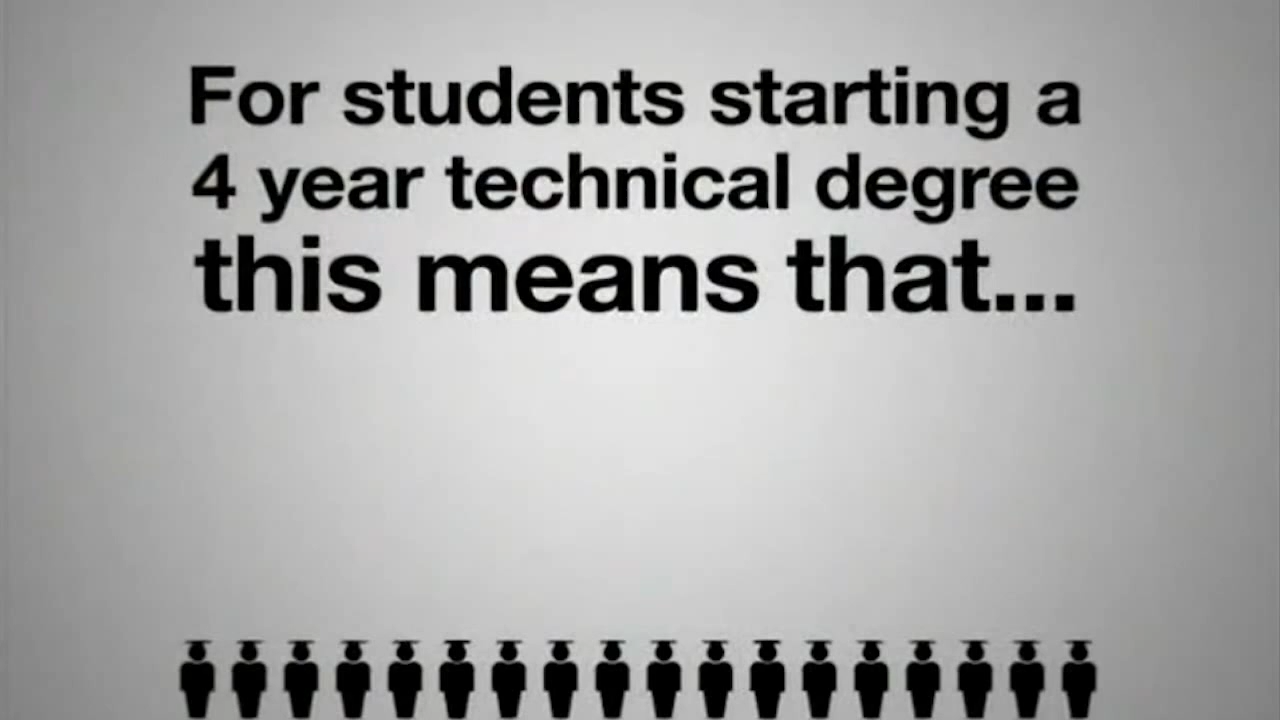 For students starting a
4 year technical degree
this means that...